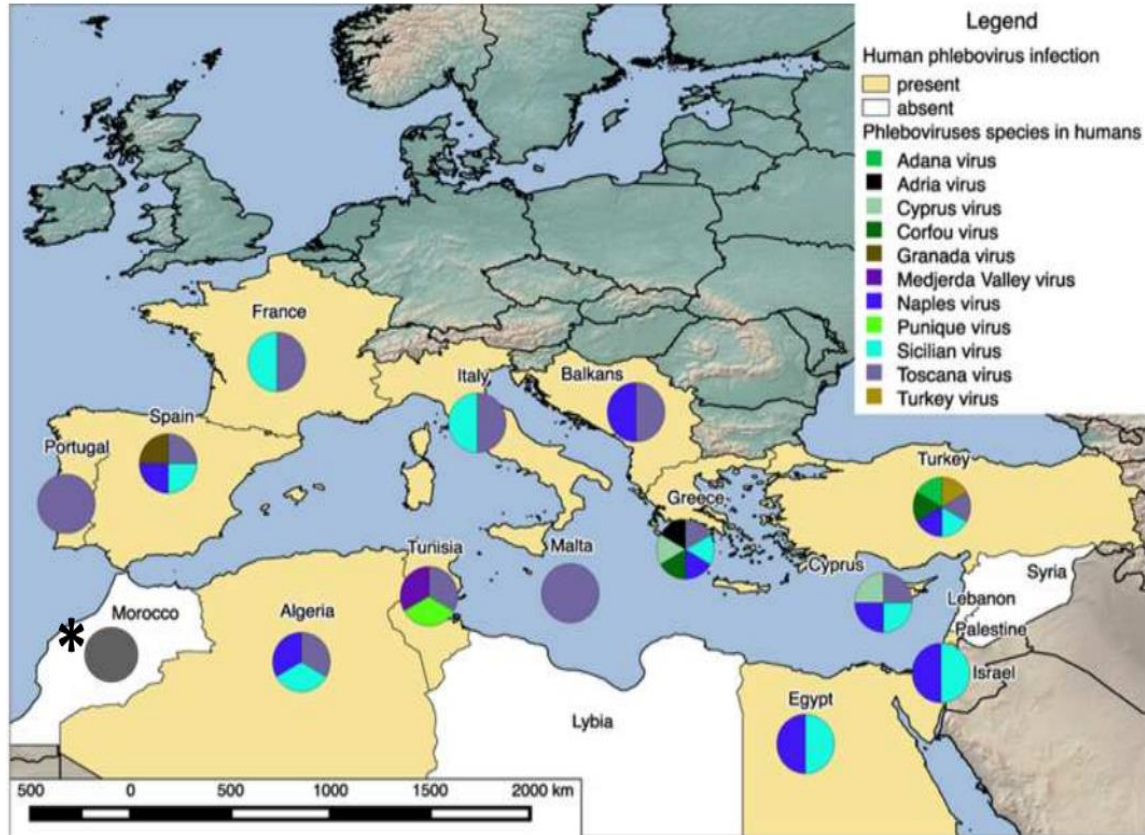 Legend
Human phlebovirus infection
present
absent
Phleboviruses species in humans
Adana virus
Adria virus
Cyprus virus
Corfou virus
Granada virus
Medjerda Valley virus
Naples virus
Punique virus
Sicilian virus
Toscana virus
Turkey virus
France
Italy
Balkans
Spain
Portugal
Turkey
Greece
Tunisia
Malta
Cyprus
Syria
Lebanon
Morocco
Algeria
Palestine
*
Israel
Egypt
Lybia
500 0 500 1000 1500 2000 km